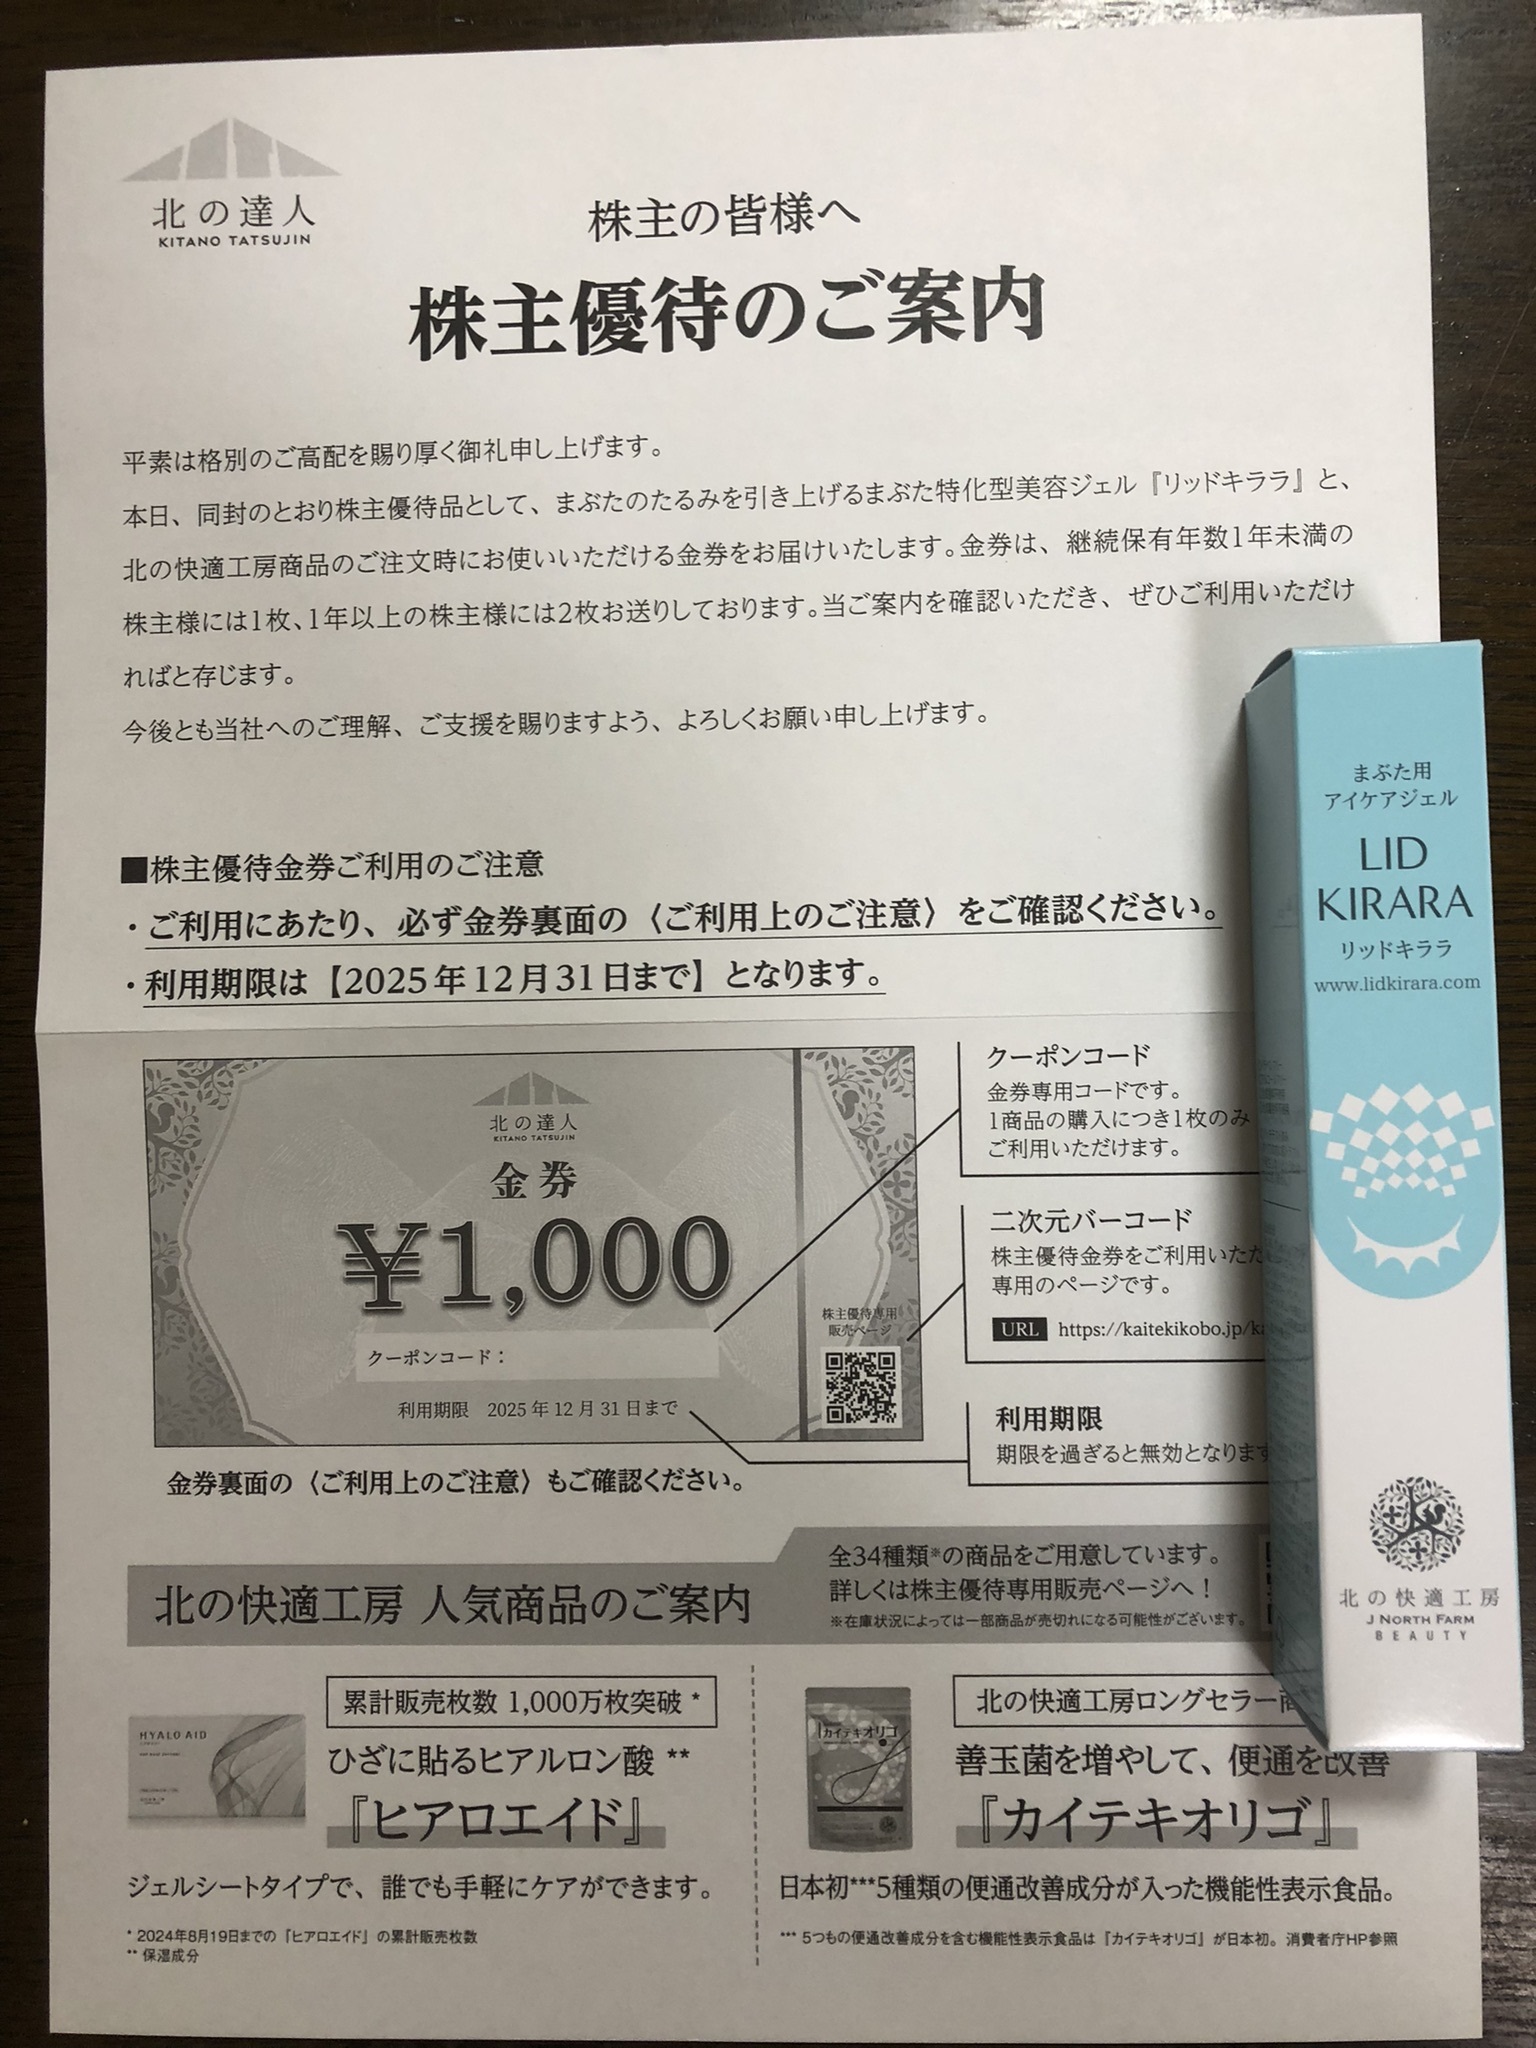 北の達人
KITANO TATSUJIN
株主の皆様へ
株主優待のご案内
平素は格別のご高配を賜り厚く御礼申し上げます。
本日、同封のとおり株主優待品として、まぶたのたるみを引き上げるまぶた特化型美容ジェル『リッドキララ』と、
北の快適工房商品のご注文時にお使いいただける金券をお届けいたします。金券は、継続保有年数1年未満の
株主様には1枚、1年以上の株主様には2枚お送りしております。当ご案内を確認いただき、ぜひご利用いただけ
ればと存じます。
今後とも当社へのご理解、ご支援を賜りますよう、よろしくお願い申し上げます。
■株主優待金券ご利用のご注意
・ご利用にあたり、必ず金券裏面の〈ご利用上のご注意〉をご確認ください。
・利用期限は【2025年12月31日まで】となります。
北の達人
KITANO TATSUJIN
金券
¥1,000
クーポンコード：
利用期限 2025年12月31日まで
株主優待専用
販売ページ
クーポンコード
金券専用コードです。
1商品の購入につき1枚のみ
ご利用いただけます。
二次元バーコード
株主優待金券をご利用いただ
専用のページです。
URL https://kaitekikobo.jp/k
利用期限
期限を過ぎると無効となります
金券裏面の〈ご利用上のご注意〉もご確認ください。
北の快適工房 人気商品のご案内
全34種類※の商品をご用意しています。
詳しくは株主優待専用販売ページへ！
※在庫状況によっては一部商品が売切れになる可能性がございます。
HYALO AID
累計販売枚数 1,000万枚突破 *
ひざに貼るヒアルロン酸 **
『ヒアロエイド』
ジェルシートタイプで、誰でも手軽にケアができます。
* 2024年8月19日までの『ヒアロエイド』の累計販売枚数
** 保湿成分
カイテキオリゴ
北の快適工房ロングセラー商
善玉菌を増やして、便通を改善
『カイテキオリゴ』
日本初***5種類の便通改善成分が入った機能性表示食品。
*** 5つもの便通改善成分を含む機能性表示食品は『カイテキオリゴ』が日本初。消費者庁HP参照
まぶた用
アイケアジェル
LID
KIRARA
リッドキララ
www.lidkirara.com
北の快適工房
J NORTH FARM
BEAUTY